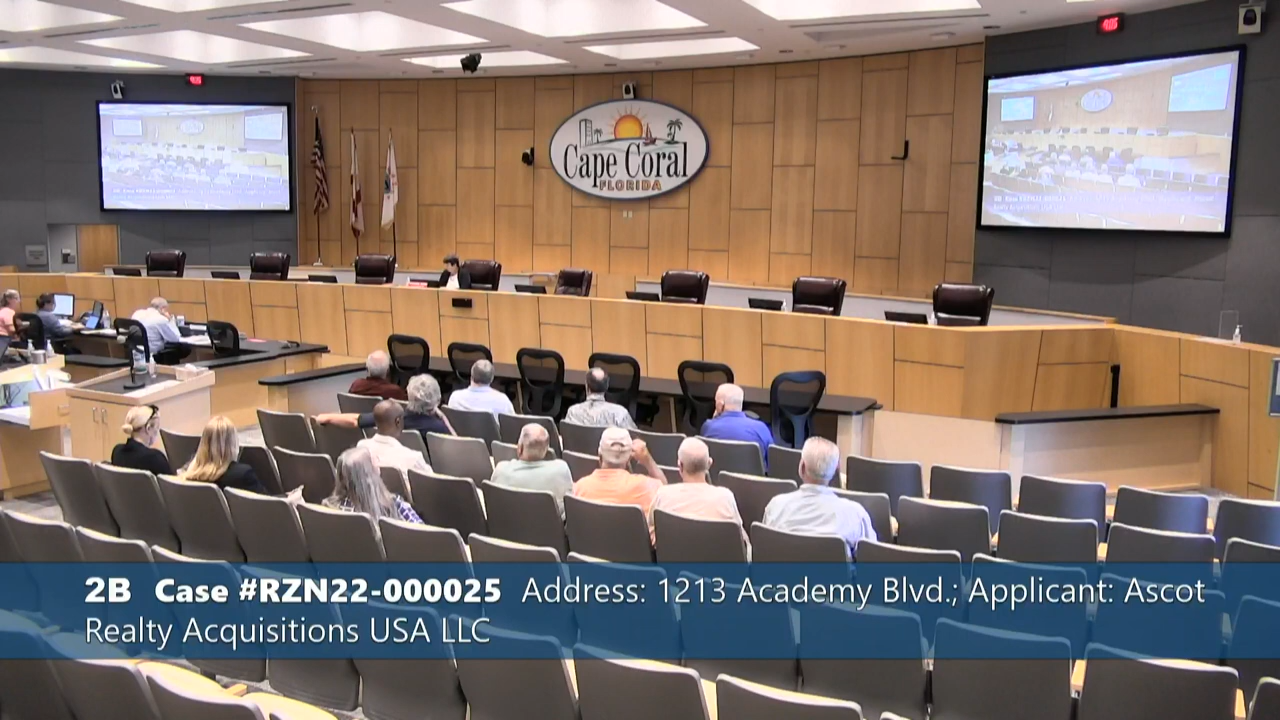 Cape Coral
FLORIDA
2B Case #RZN22-000025 Address: 1213 Academy Blvd.; Applicant: Ascot
Realty Acquisitions USA LLC